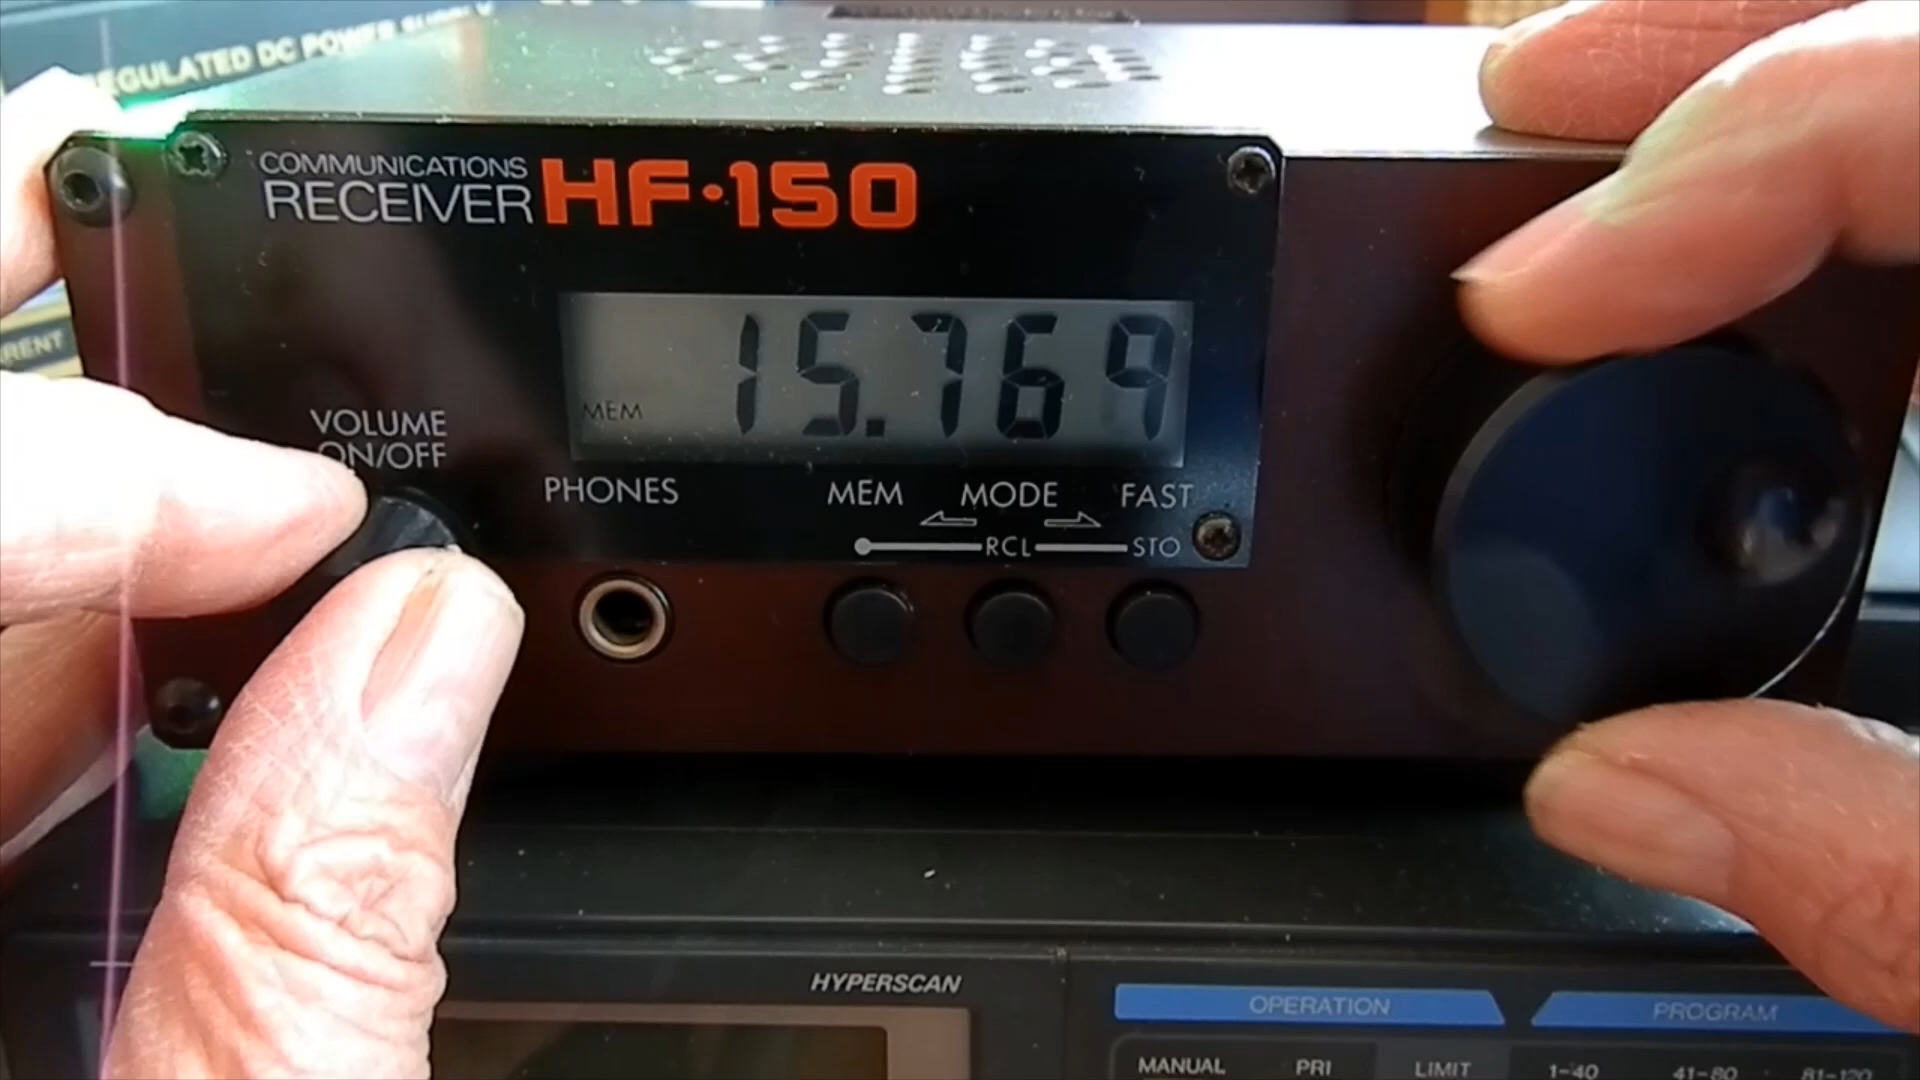 REGULATED DC POWER SUPPLY
COMMUNICATIONS
RECEIVER HF·150
15.769
MEM
VOLUME
ON/OFF
PHONES
MEM MODE FAST
RCL STO
HYPERSCAN
OPERATION PROGRAM
MANUAL PRI LIMIT 1-40 41-80 81-120